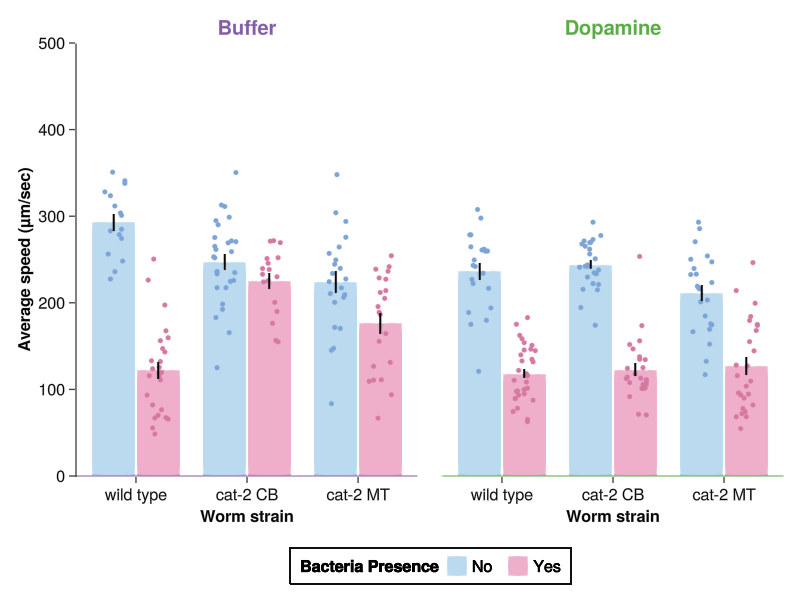 Buffer
Dopamine
Average speed (µm/sec)
500
400
300
200
100
0
wild type
cat-2 CB
cat-2 MT
wild type
cat-2 CB
cat-2 MT
Worm strain
Worm strain
Bacteria Presence No Yes